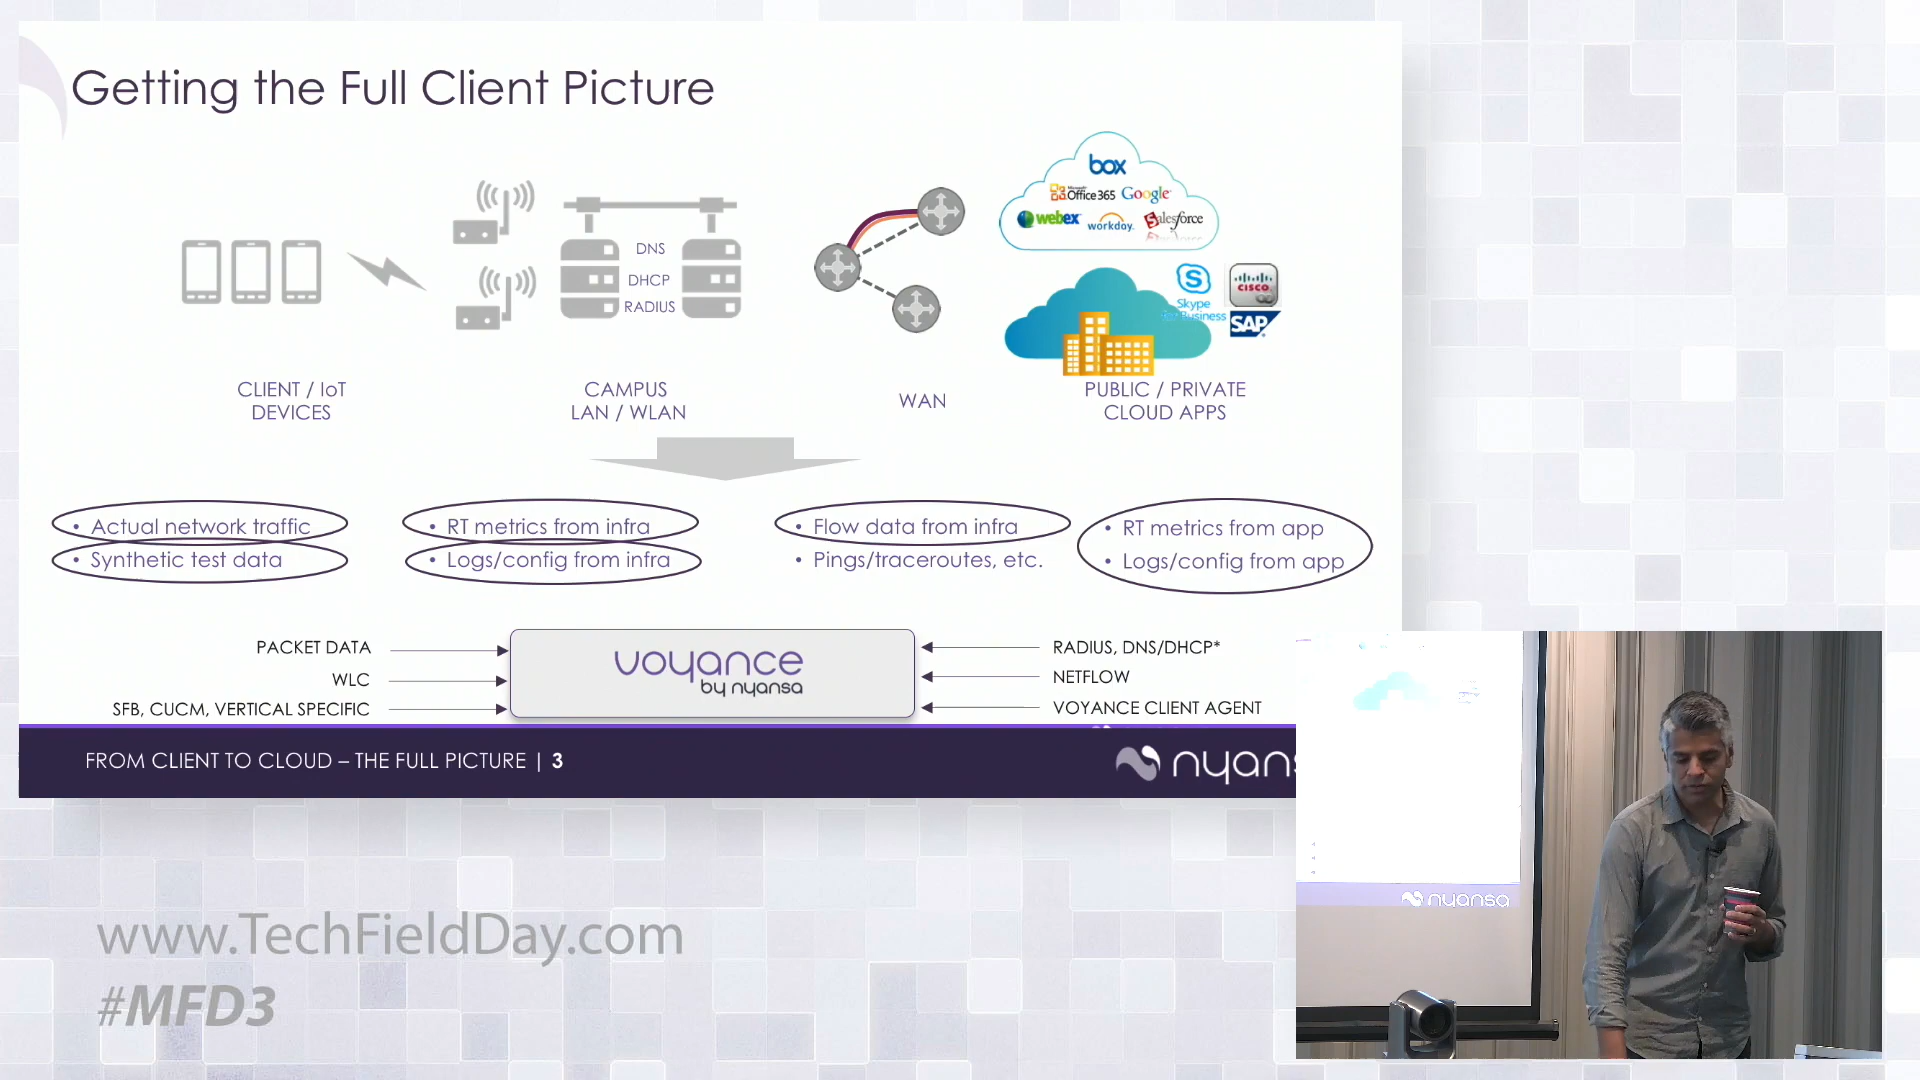 Getting the Full Client Picture
box
Microsoft
Office 365 Google
webex workday. Salesforce
DNS
DHCP
RADIUS
Skype
for Business
CISCO
SAP
CLIENT / IoT
DEVICES
CAMPUS
LAN / WLAN
WAN
PUBLIC / PRIVATE
CLOUD APPS
• Actual network traffic
• Synthetic test data
• RT metrics from infra
• Logs/config from infra
• Flow data from infra
• Pings/traceroutes, etc.
• RT metrics from app
• Logs/config from app
PACKET DATA
WLC
SFB, CUCM, VERTICAL SPECIFIC
voyance
by nyansa
RADIUS, DNS/DHCP*
NETFLOW
VOYANCE CLIENT AGENT
FROM CLIENT TO CLOUD – THE FULL PICTURE | 3
nyans
nyansa
www.TechFieldDay.com
#MFD3